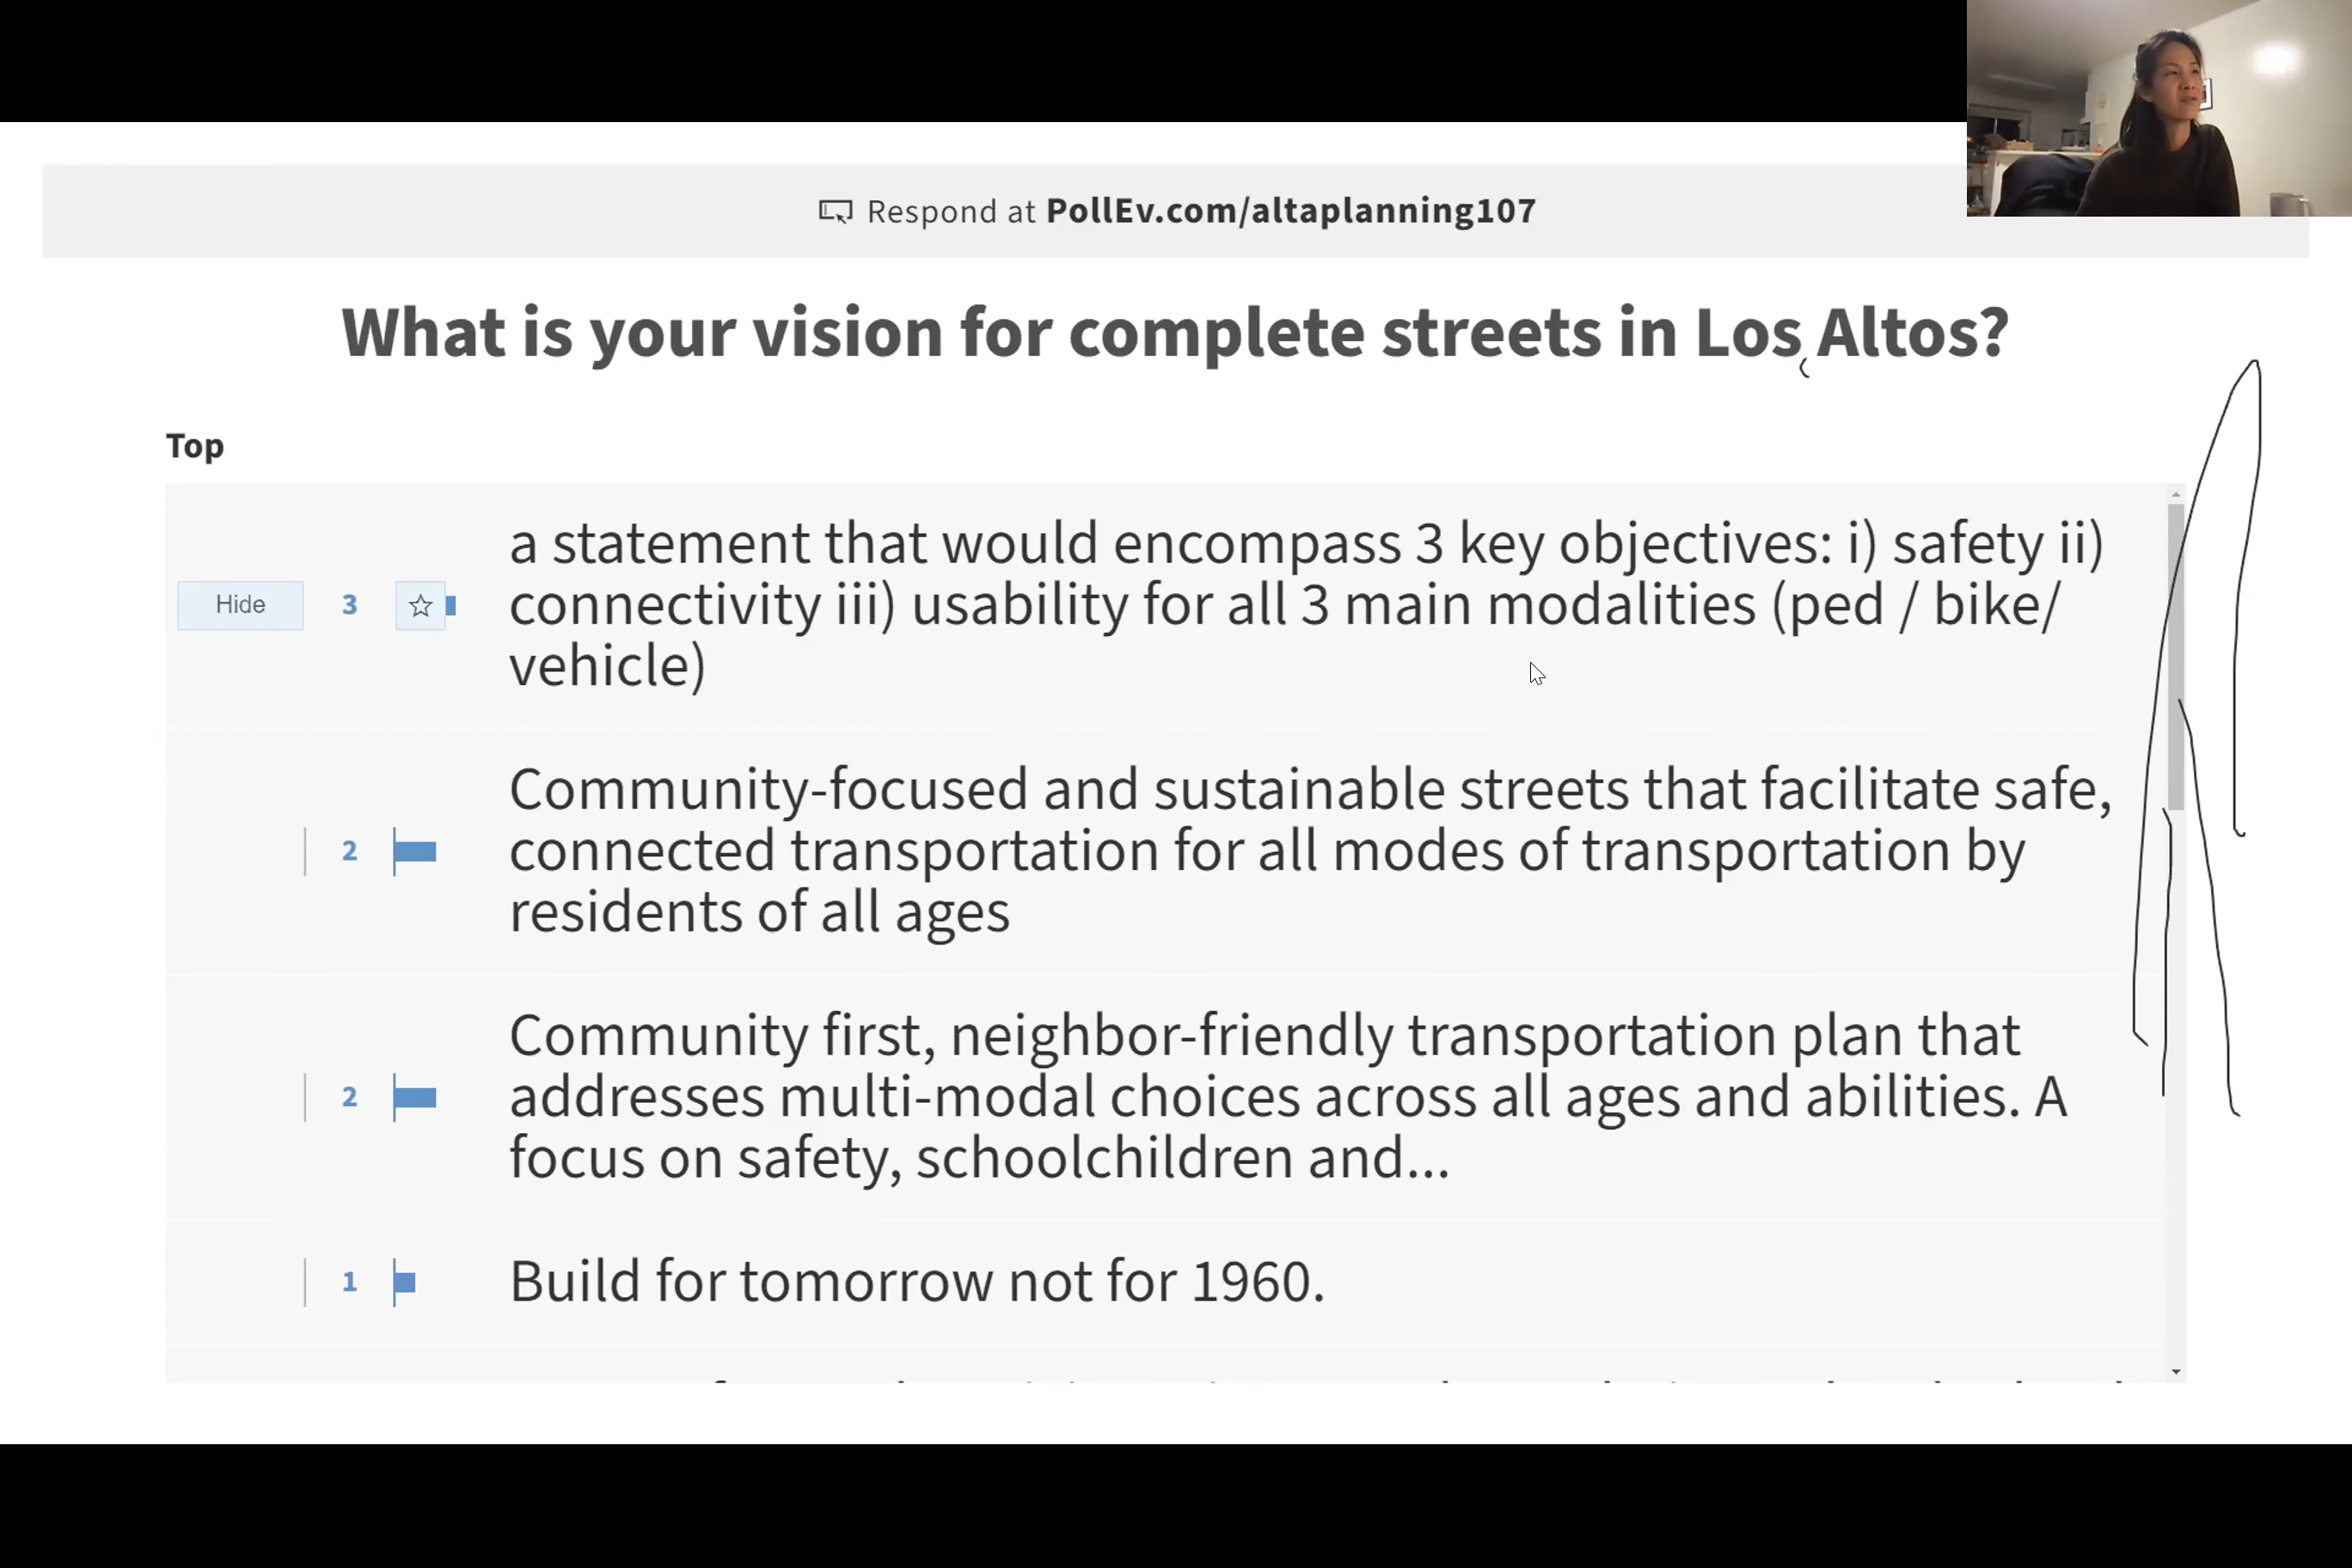 Respond at PollEv.com/altaplanning107
What is your vision for complete streets in Los Altos?
Top
Hide
3
a statement that would encompass 3 key objectives: i) safety ii)
connectivity iii) usability for all 3 main modalities (ped / bike/
vehicle)
2
Community-focused and sustainable streets that facilitate safe,
connected transportation for all modes of transportation by
residents of all ages
2
Community first, neighbor-friendly transportation plan that
addresses multi-modal choices across all ages and abilities. A
focus on safety, schoolchildren and...
1
Build for tomorrow not for 1960.